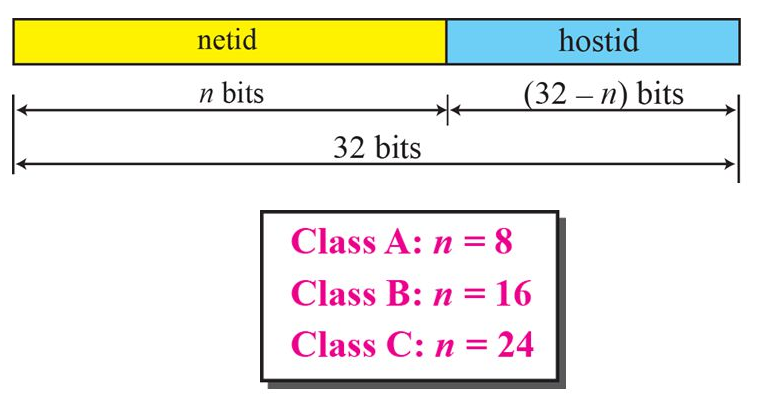 netid hostid
n bits (32 – n) bits
32 bits
Class A: n = 8
Class B: n = 16
Class C: n = 24